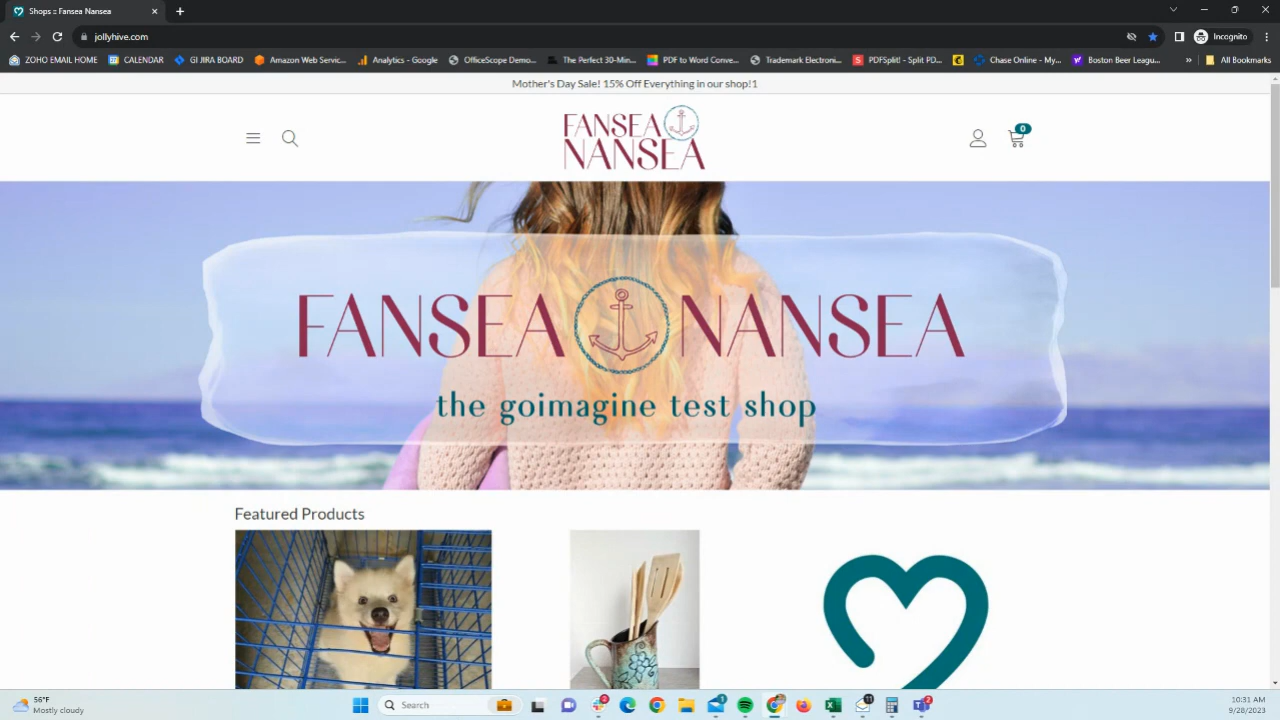 Shops :: Fansea Nansea
jollyhive.com
Incognito
ZOHO EMAIL HOME
CALENDAR
GI JIRA BOARD
Amazon Web Servic...
Analytics - Google
OfficeScope Demo...
The Perfect 30-Min...
PDF to Word Conve...
Trademark Electroni...
PDFSplit! - Split PD...
Chase Online - My...
Boston Beer Leagu...
»
All Bookmarks
Mother's Day Sale! 15% Off Everything in our shop!1
FANSEA
NANSEA
0
FANSEA NANSEA
the goimagine test shop
Featured Products
56°F
Mostly cloudy
Search
10:31 AM
9/28/2023